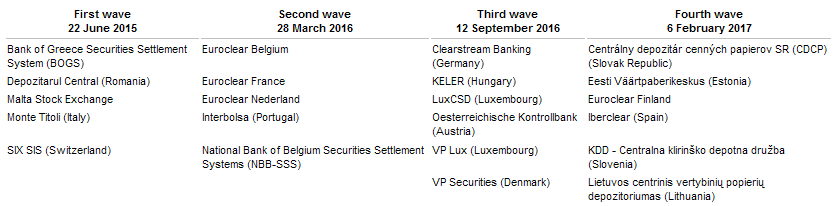 First wave
22 June 2015
Second wave
28 March 2016
Third wave
12 September 2016
Fourth wave
6 February 2017
Bank of Greece Securities Settlement
System (BOGS)
Euroclear Belgium
Clearstream Banking
(Germany)
Centrálny depozitár cenných papierov SR (CDCP)
(Slovak Republic)
Depozitarul Central (Romania)
Euroclear France
KELER (Hungary)
Eesti Väärtpaberikeskus (Estonia)
Malta Stock Exchange
Euroclear Nederland
LuxCSD (Luxembourg)
Euroclear Finland
Monte Titoli (Italy)
Interbolsa (Portugal)
Oesterreichische Kontrollbank
(Austria)
Iberclear (Spain)
SIX SIS (Switzerland)
National Bank of Belgium Securities Settlement
Systems (NBB-SSS)
VP Lux (Luxembourg)
KDD - Centralna klirinško depotna družba
(Slovenia)
VP Securities (Denmark)
Lietuvos centrinis vertybinių popierių
depozitoriumas (Lithuania)